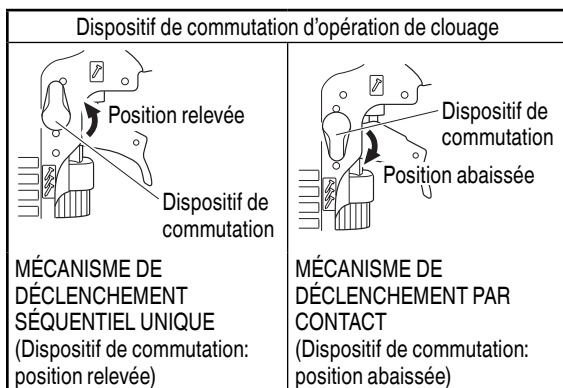 Dispositif de commutation d'opération de clouage
Position relevée
Dispositif de
commutation
MÉCANISME DE
DÉCLENCHEMENT
SÉQUENTIEL UNIQUE
(Dispositif de commutation:
position relevée)
Dispositif de
commutation
Position abaissée
MÉCANISME DE
DÉCLENCHEMENT PAR
CONTACT
(Dispositif de commutation:
position abaissée)